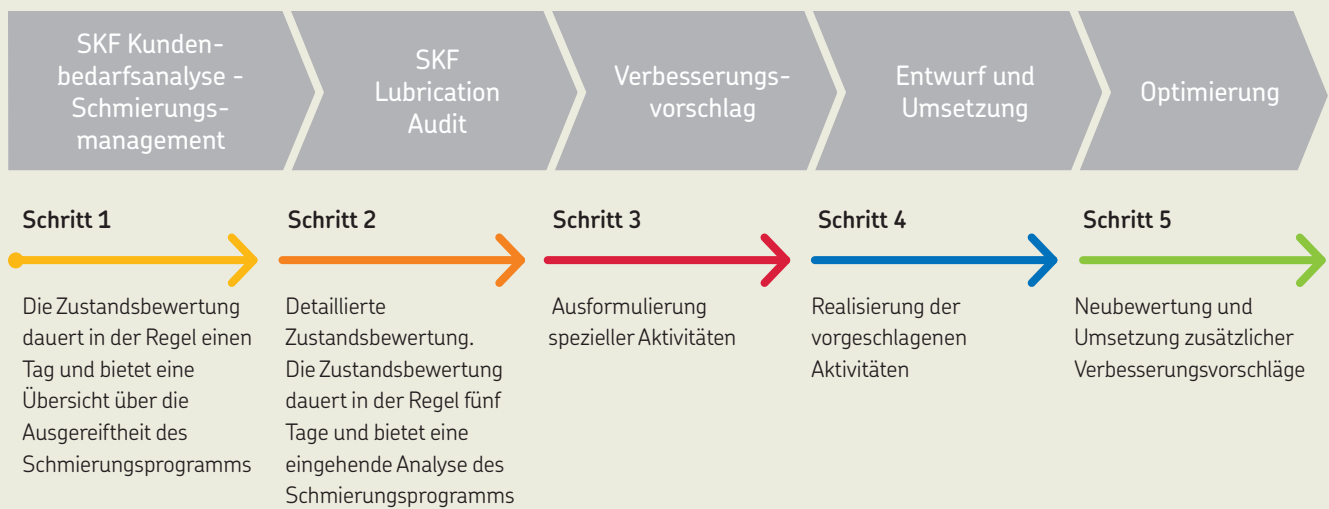 SKF Kunden-
bedarfsanalyse -
Schmierungs-
management
SKF
Lubrication
Audit
Verbesserungs-
vorschlag
Entwurf und
Umsetzung
Optimierung
Schritt 1
Die Zustandsbewertung
dauert in der Regel einen
Tag und bietet eine
Übersicht über die
Ausgereiftheit des
Schmierungsprogramms
Schritt 2
Detaillierte
Zustandsbewertung.
Die Zustandsbewertung
dauert in der Regel fünf
Tage und bietet eine
eingehende Analyse des
Schmierungsprogramms
Schritt 3
Ausformulierung
spezieller Aktivitäten
Schritt 4
Realisierung der
vorgeschlagenen
Aktivitäten
Schritt 5
Neubewertung und
Umsetzung zusätzlicher
Verbesserungsvorschläge